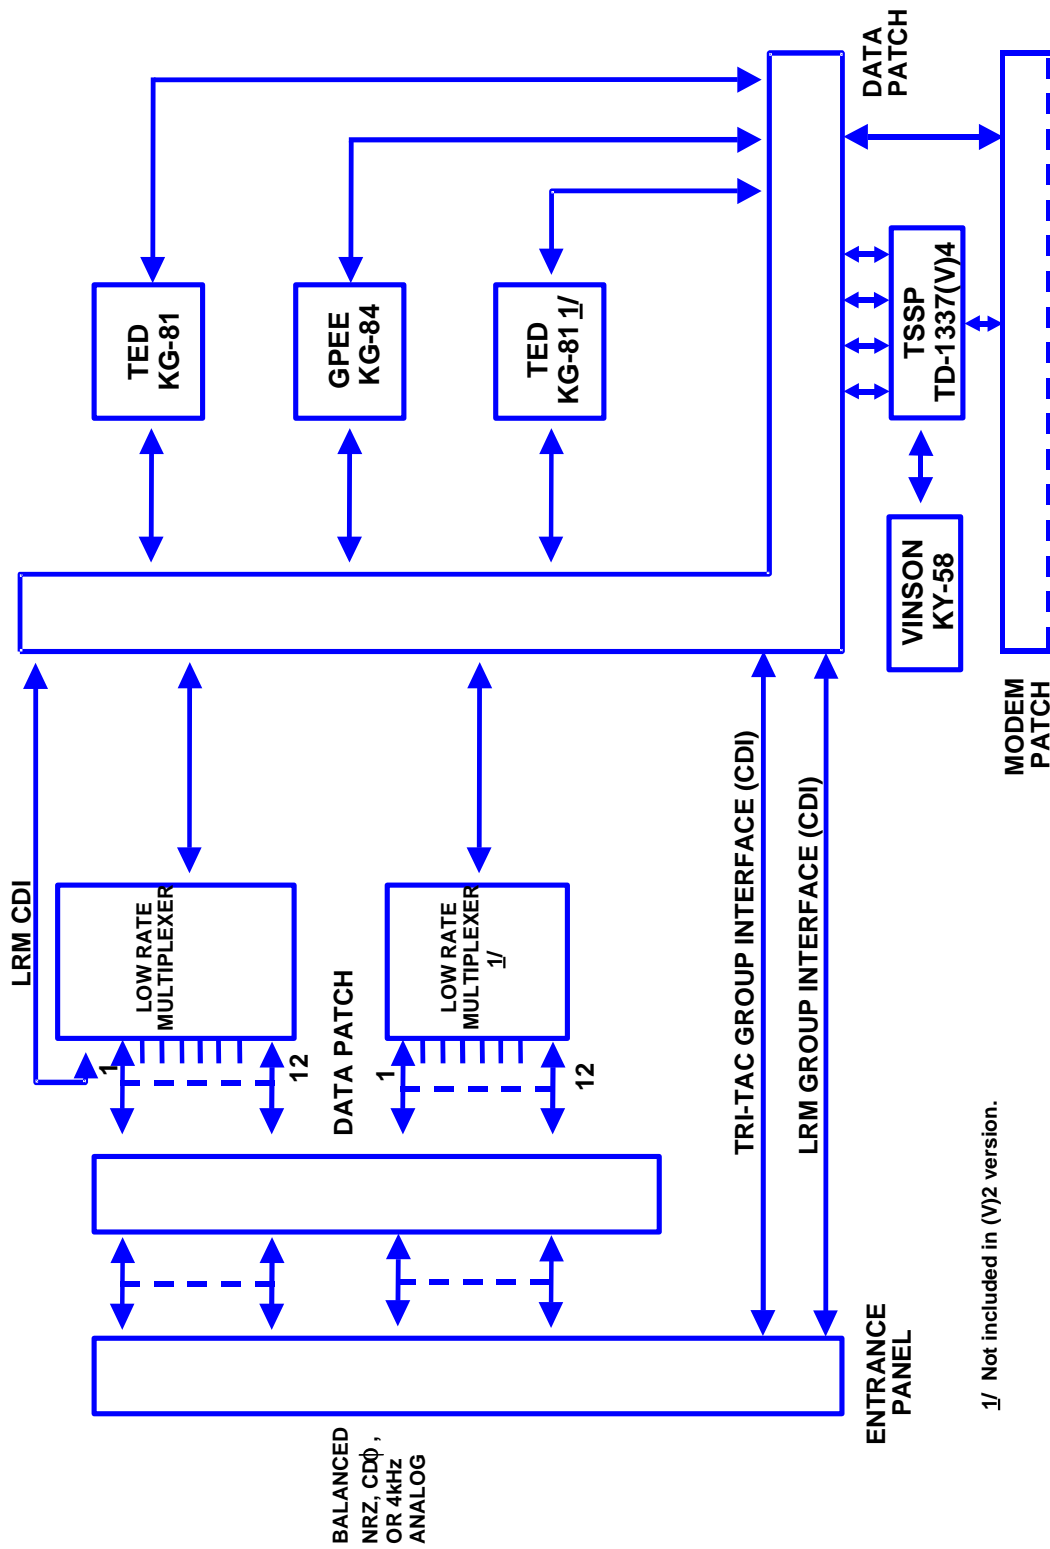 BALANCED
NRZ, CDϕ,
OR 4kHz
ANALOG
ENTRANCE
PANEL
DATA PATCH
LRM CDI
1
12
LOW RATE
MULTIPLEXER
1
12
LOW RATE
MULTIPLEXER
1/
TRI-TAC GROUP INTERFACE (CDI)
LRM GROUP INTERFACE (CDI)
TED
KG-81
GPEE
KG-84
TED
KG-81 1/
DATA
PATCH
VINSON
KY-58
TSSP
TD-1337(V)4
MODEM
PATCH
1/ Not included in (V)2 version.